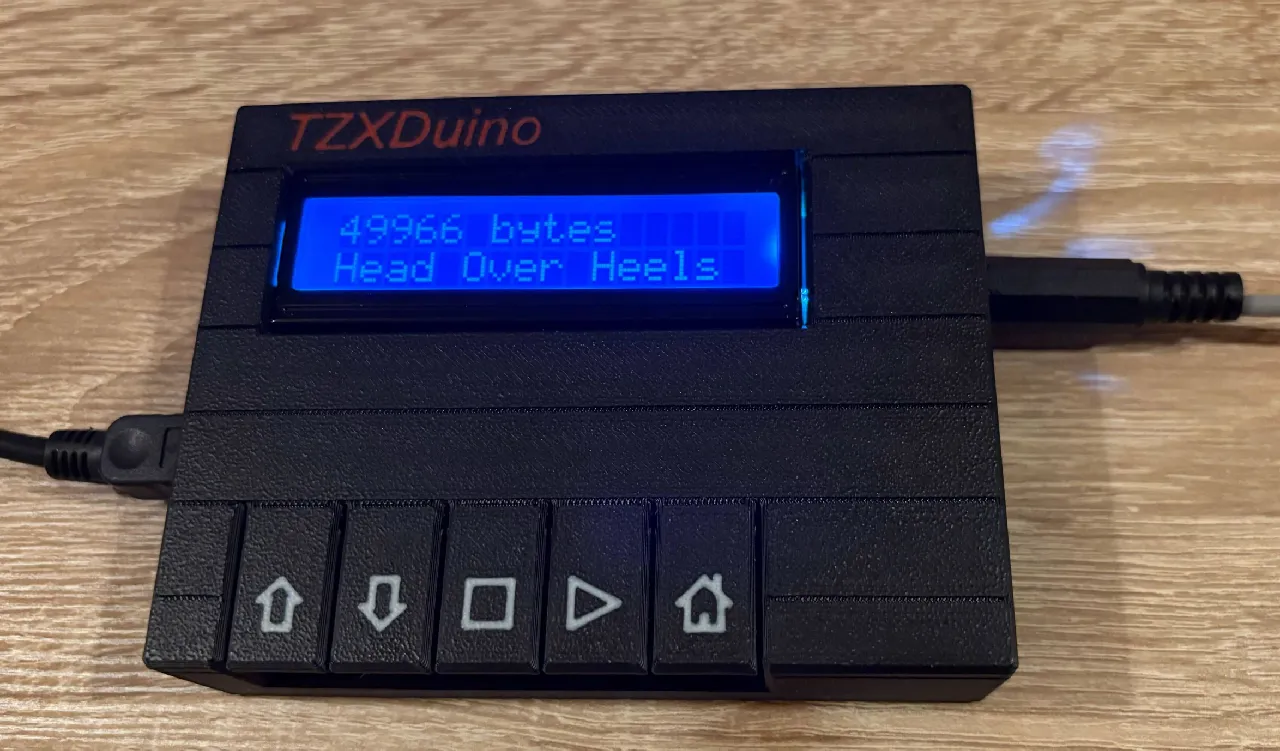 TZXDuino
49966 bytes
Head Over Heels